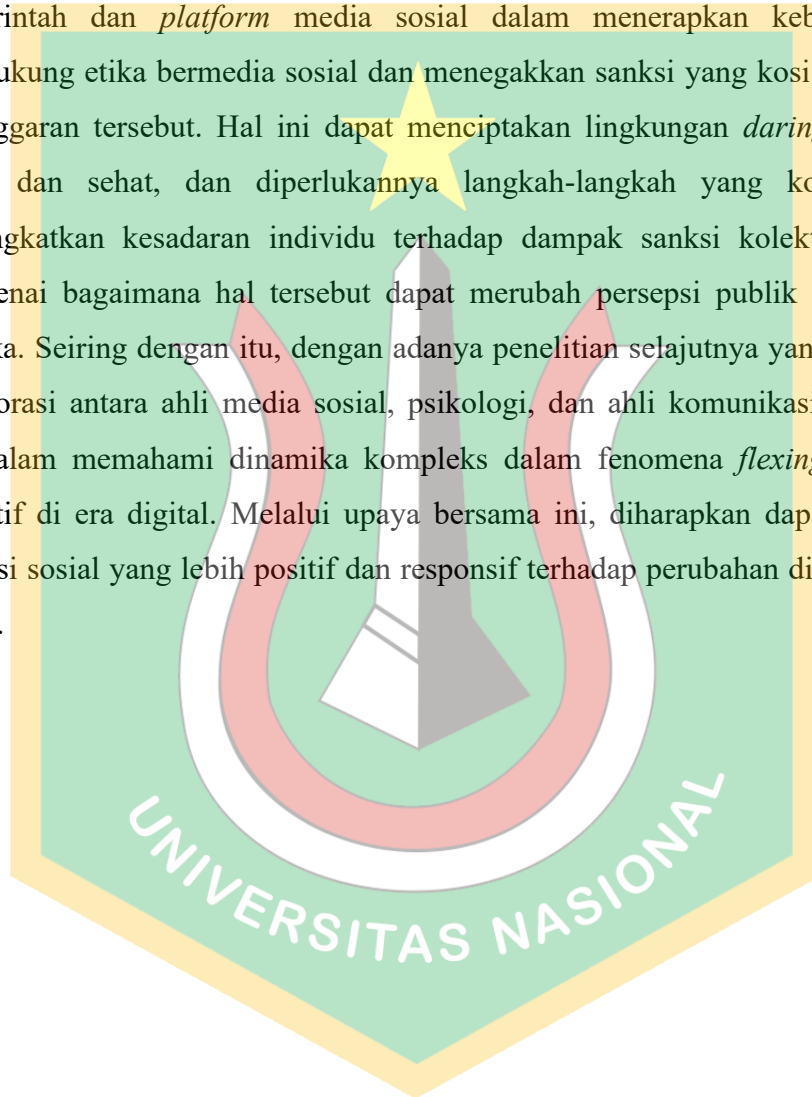 rintah dan platform media sosial dalam menerapkan keb
ukung etika bermedia sosial dan menegakkan sanksi yang kosi
ggaran tersebut. Hal ini dapat menciptakan lingkungan daring
dan sehat, dan diperlukannya langkah-langkah yang ko
ngkatkan kesadaran individu terhadap dampak sanksi kolekt
enai bagaimana hal tersebut dapat merubah persepsi publik
ka. Seiring dengan itu, dengan adanya penelitian selajutnya yan
orasi antara ahli media sosial, psikologi, dan ahli komunikasi
alam memahami dinamika kompleks dalam fenomena flexing
tif di era digital. Melalui upaya bersama ini, diharapkan dap
si sosial yang lebih positif dan responsif terhadap perubahan di
.
UNIVERSITAS NASIONAL